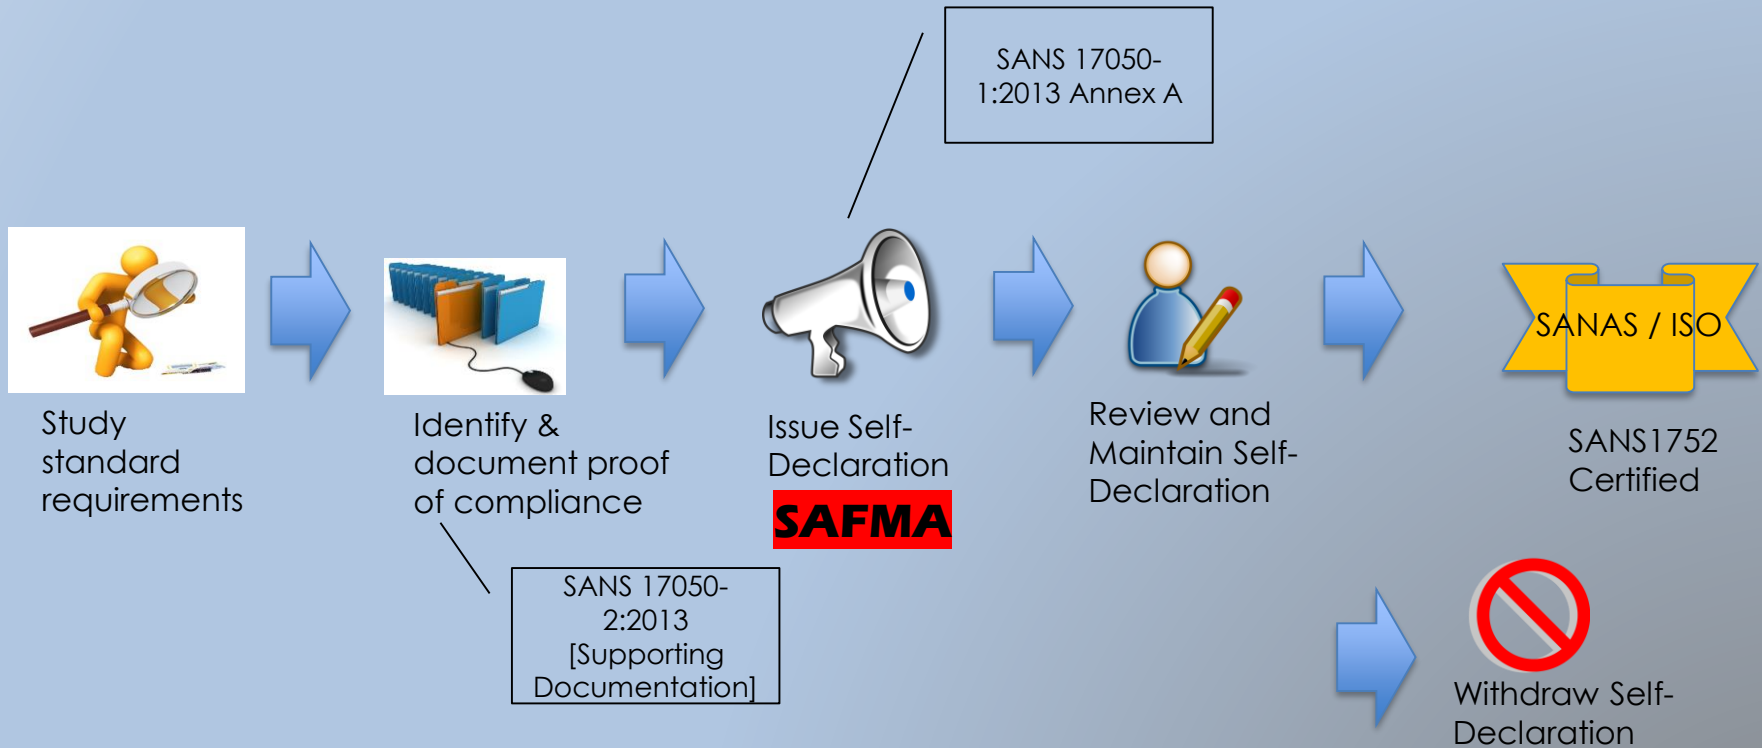 SANS 17050-
1:2013 Annex A
Study
standard
requirements
Identify &
document proof
of compliance
SANS 17050-
2:2013
[Supporting
Documentation]
Issue Self-
Declaration
SAFMA
Review and
Maintain Self-
Declaration
SANAS / ISO
SANS1752
Certified
Withdraw Self-
Declaration